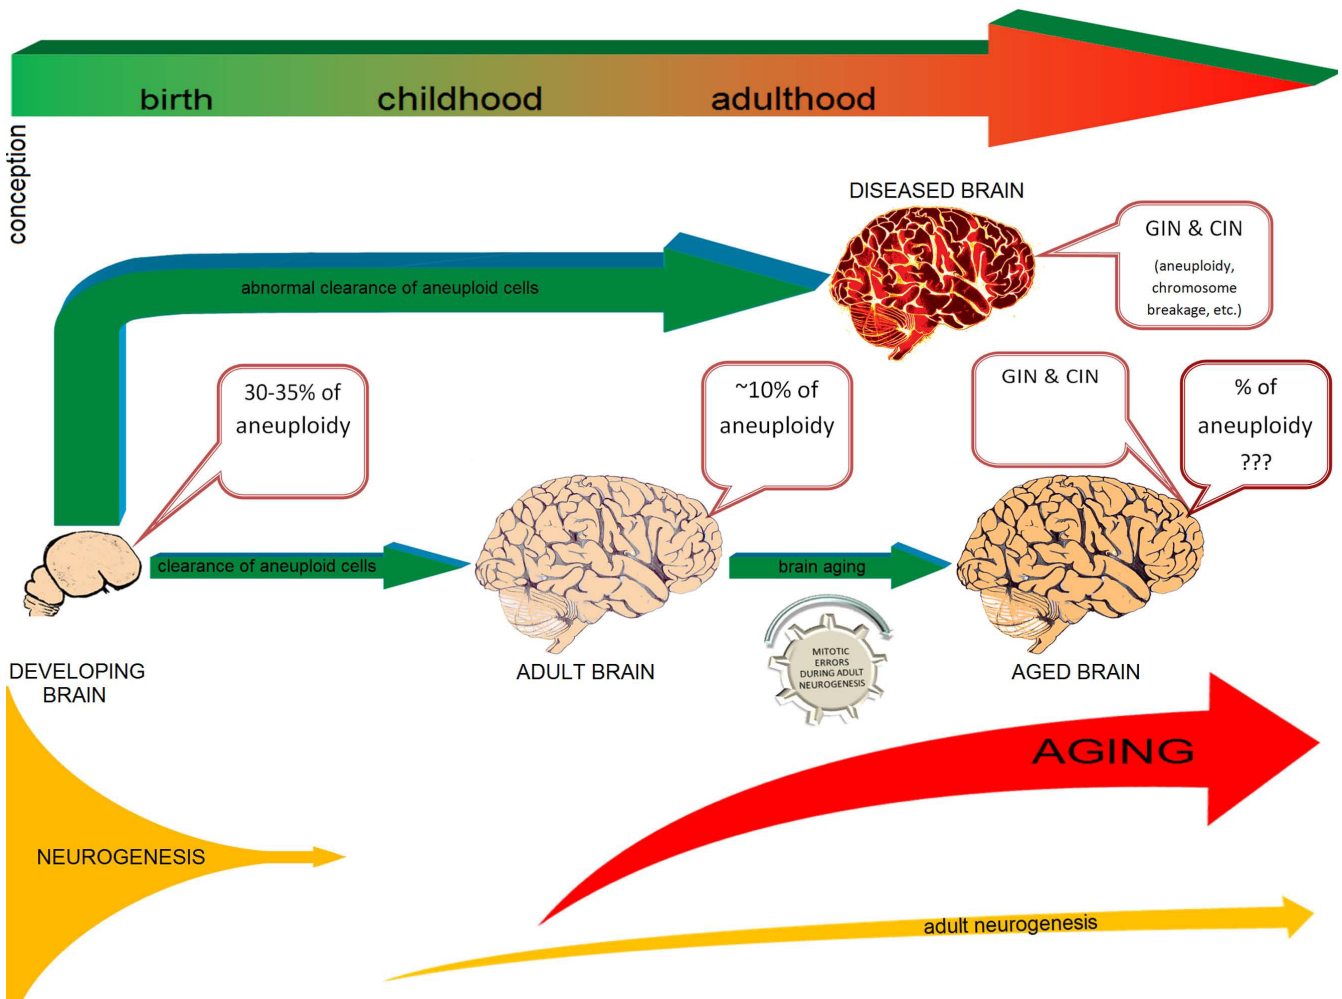 birth
childhood
adulthood
conception
DISEASED BRAIN
GIN & CIN
(aneuploidy,
chromosome
breakage, etc.)
abnormal clearance of aneuploid cells
30-35% of
aneuploidy
~10% of
aneuploidy
GIN & CIN
% of
aneuploidy
???
clearance of aneuploid cells
brain aging
MITOTIC
ERRORS
DURING ADULT
NEUROGENESIS
DEVELOPING
BRAIN
ADULT BRAIN
AGED BRAIN
AGING
NEUROGENESIS
adult neurogenesis